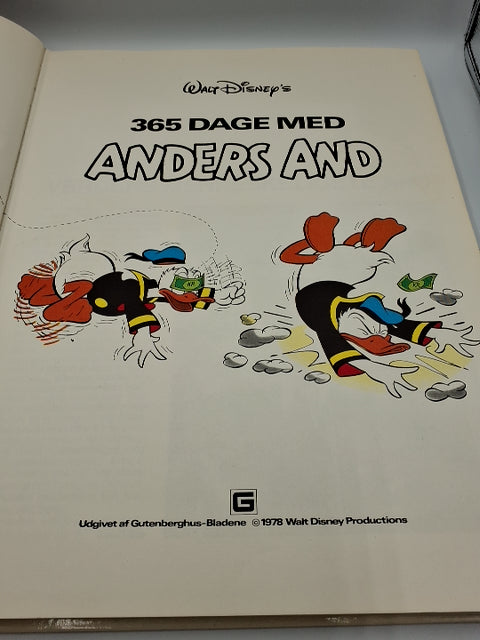 WALT DISNEY'S
365 DAGE MED
ANDERS AND
G
Udgivet af Gutenberghus-Bladene © 1978 Walt Disney Productions